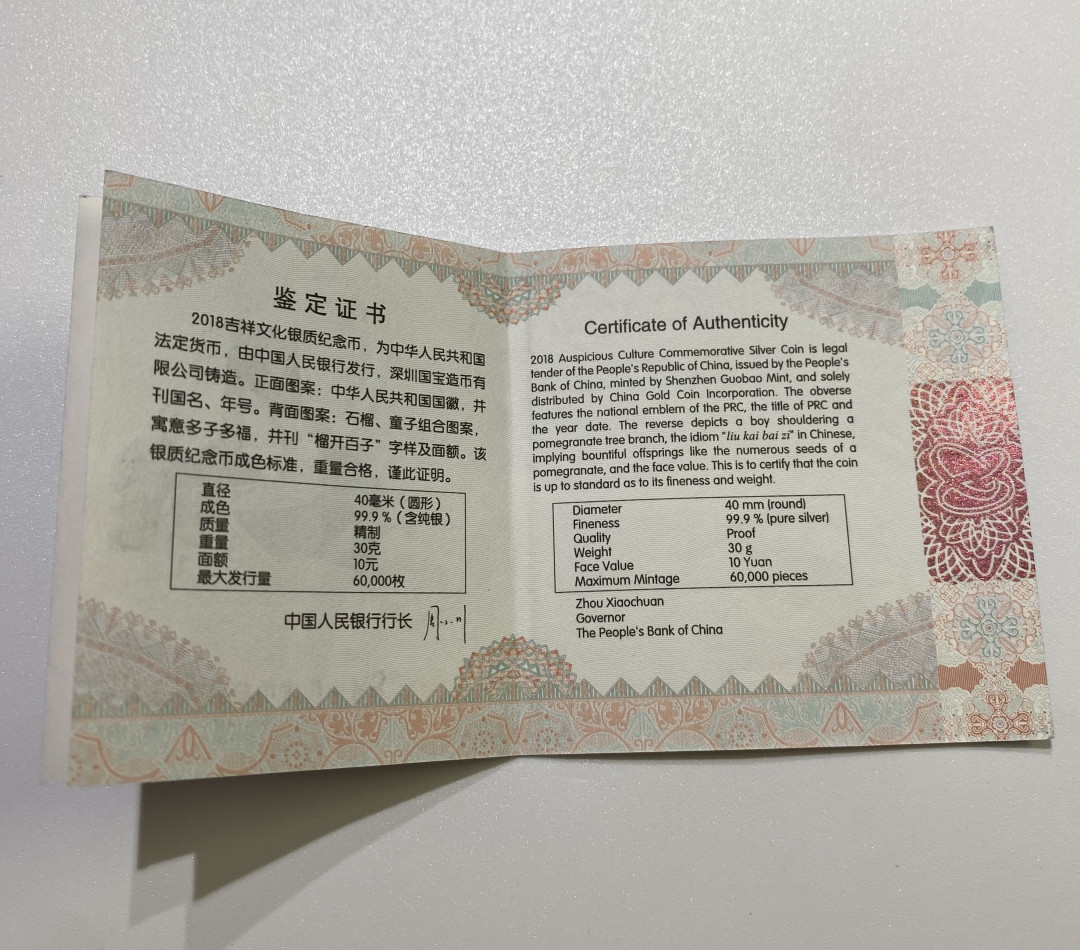 鉴定证书
2018吉祥文化银质纪念币，为中华人民共和国
法定货币，由中国人民银行发行，深圳国宝造币有
限公司铸造。正面图案：中华人民共和国国徽，并
刊国名、年号。背面图案：石榴、童子组合图案，
寓意多子多福，并刊“榴开百子”字样及面额。该
银质纪念币成色标准，重量合格，谨此证明。
直径 40毫米（圆形）
成色 99.9%（含纯银）
质量 精制
重量 30克
面额 10元
最大发行量 60,000枚
中国人民银行行长
Certificate of Authenticity
2018 Auspicious Culture Commemorative Silver Coin is legal
tender of the People's Republic of China, issued by the People's
Bank of China, minted by Shenzhen Guobao Mint, and solely
distributed by China Gold Coin Incorporation. The obverse
features the national emblem of the PRC, the title of PRC and
the year date. The reverse depicts a boy shouldering a
pomegranate tree branch, the idiom "liu kai bai zi" in Chinese,
implying bountiful offsprings like the numerous seeds of a
pomegranate, and the face value. This is to certify that the coin
is up to standard as to its fineness and weight.
Diameter 40 mm (round)
Fineness 99.9 % (pure silver)
Quality Proof
Weight 30 g
Face Value 10 Yuan
Maximum Mintage 60,000 pieces
Zhou Xiaochuan
Governor
The People's Bank of China